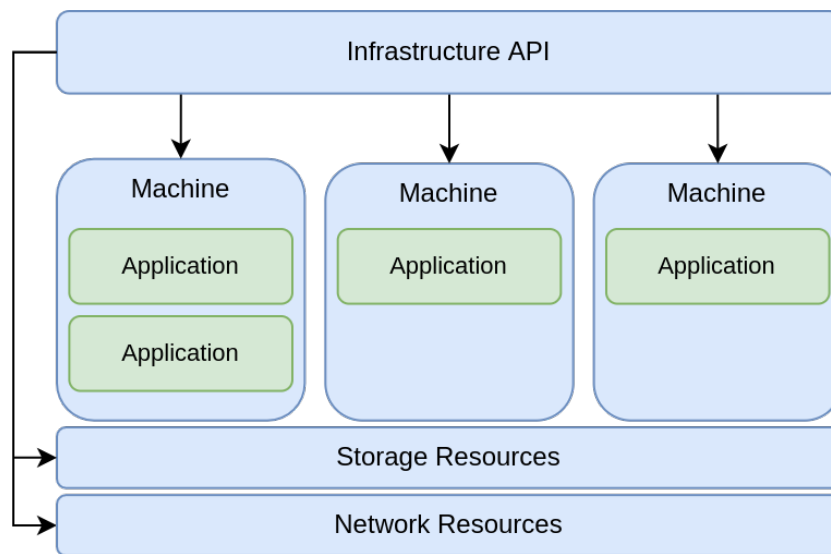 Infrastructure API
Machine
Machine
Machine
Application
Application
Application
Application
Storage Resources
Network Resources